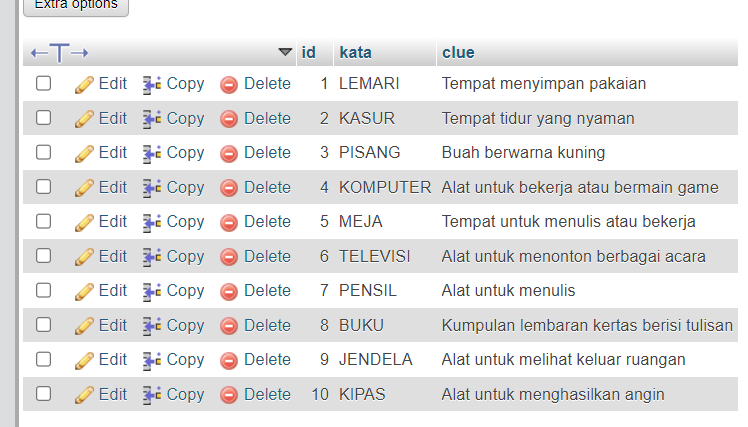 Extra options
id kata clue
Edit Copy Delete 1 LEMARI Tempat menyimpan pakaian
Edit Copy Delete 2 KASUR Tempat tidur yang nyaman
Edit Copy Delete 3 PISANG Buah berwarna kuning
Edit Copy Delete 4 KOMPUTER Alat untuk bekerja atau bermain game
Edit Copy Delete 5 MEJA Tempat untuk menulis atau bekerja
Edit Copy Delete 6 TELEVISI Alat untuk menonton berbagai acara
Edit Copy Delete 7 PENSIL Alat untuk menulis
Edit Copy Delete 8 BUKU Kumpulan lembaran kertas berisi tulisan
Edit Copy Delete 9 JENDELA Alat untuk melihat keluar ruangan
Edit Copy Delete 10 KIPAS Alat untuk menghasilkan angin